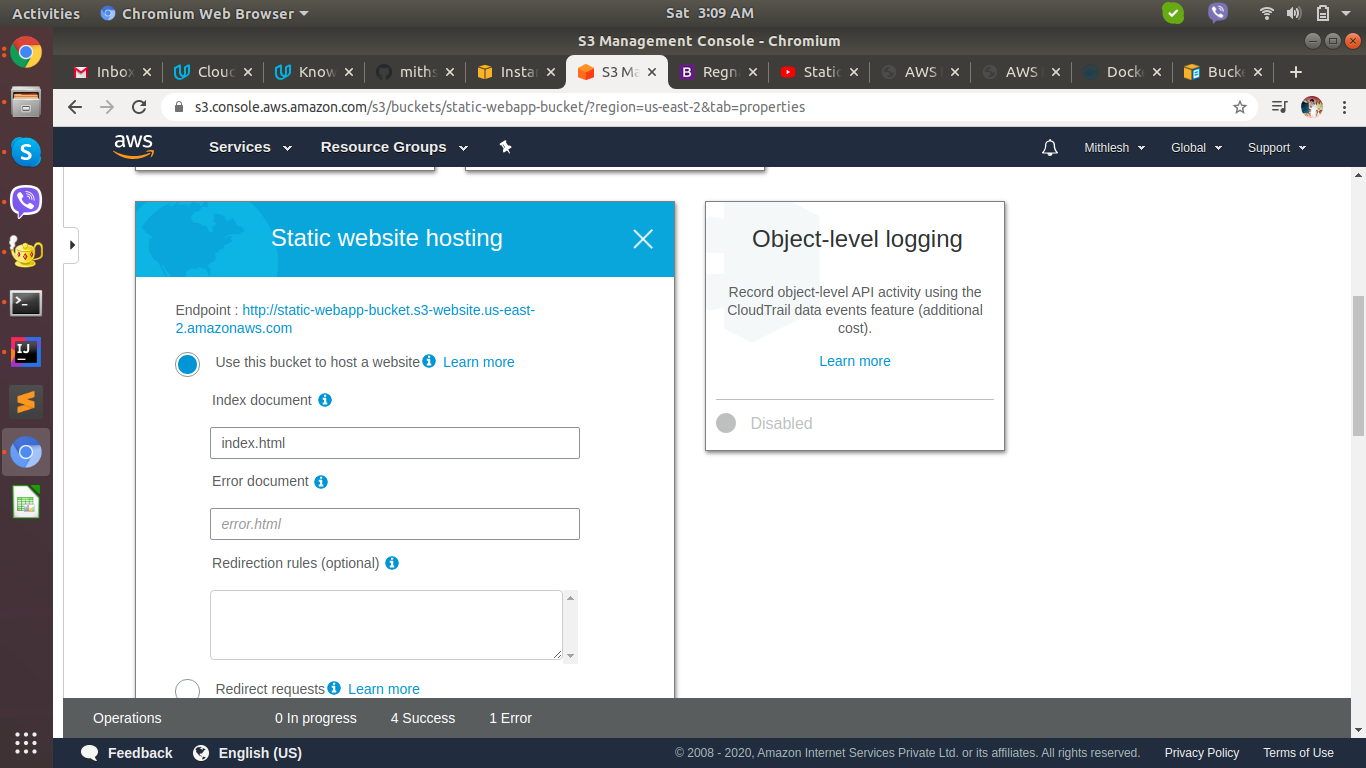 Activities
Chromium Web Browser
Sat 3:09 AM
S3 Management Console - Chromium
Inbox
Clouc
Know
miths
Instar
S3 Ma
Regna
Static
AWS
AWS
Docke
Bucke
s3.console.aws.amazon.com/s3/buckets/static-webapp-bucket/?region=us-east-2&tab=properties
aws
Services
Resource Groups
Mithlesh
Global
Support
Static website hosting
Endpoint : http://static-webapp-bucket.s3-website.us-east-
2.amazonaws.com
Use this bucket to host a website
Learn more
Index document
index.html
Error document
error.html
Redirection rules (optional)
Redirect requests
Learn more
Object-level logging
Record object-level API activity using the
CloudTrail data events feature (additional
cost).
Learn more
Disabled
Operations
0 In progress
4 Success
1 Error
Feedback
English (US)
© 2008 - 2020, Amazon Internet Services Private Ltd. or its affiliates. All rights reserved.
Privacy Policy
Terms of Use